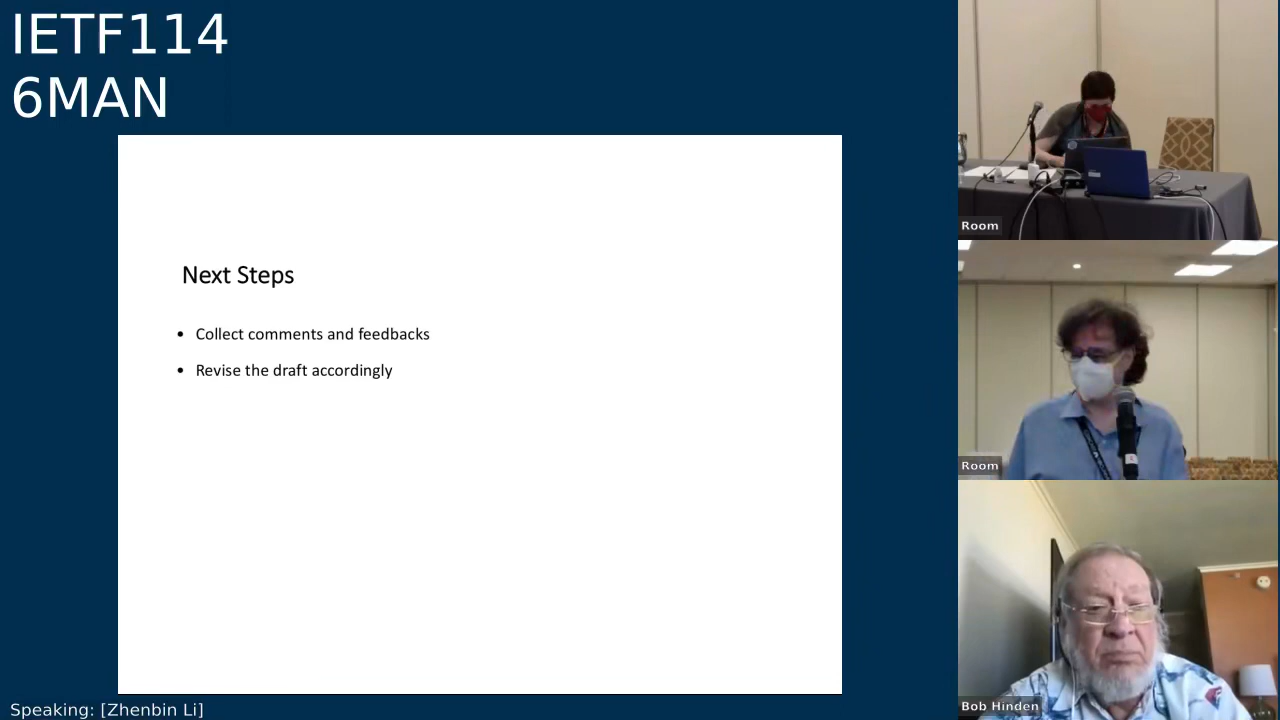 IETF114
6MAN
Next Steps
• Collect comments and feedbacks
• Revise the draft accordingly
Room
Room
Bob Hinden
Speaking: [Zhenbin Li]